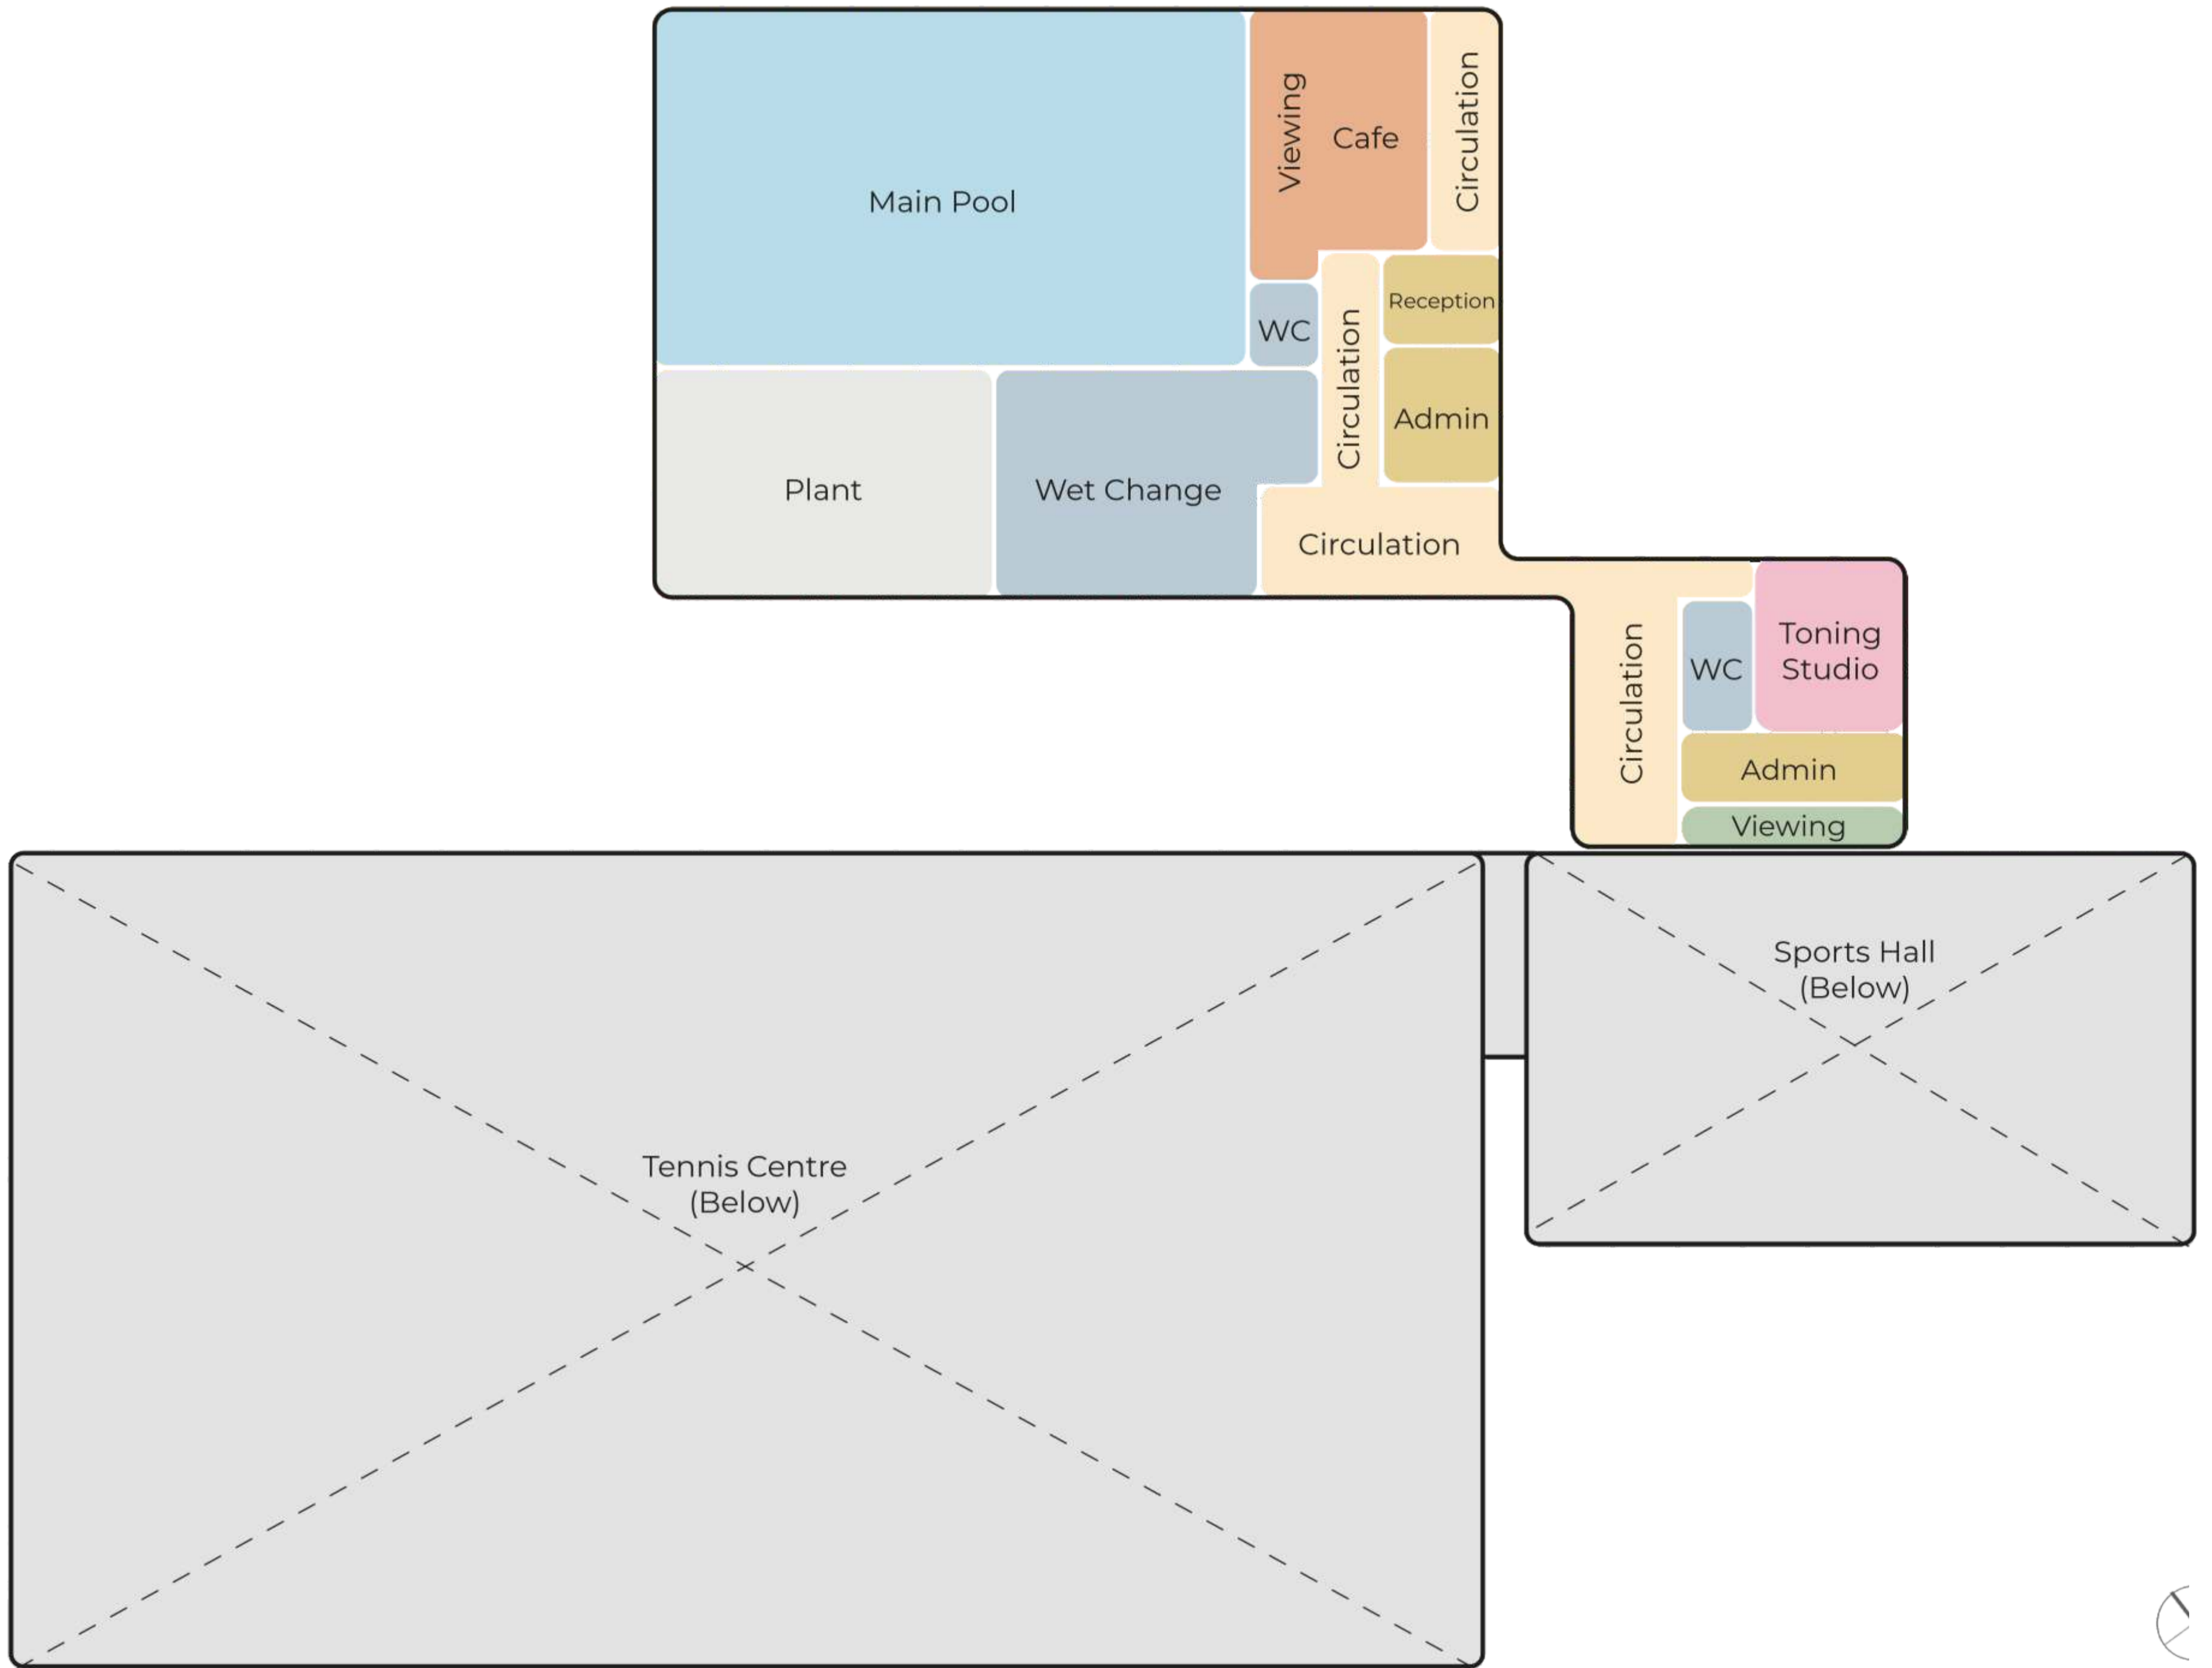 Viewing
Cafe
Circulation
Main Pool
Reception
WC
Circulation
Admin
Plant
Wet Change
Circulation
Toning
Studio
WC
Circulation
Admin
Viewing
Sports Hall
(Below)
Tennis Centre
(Below)